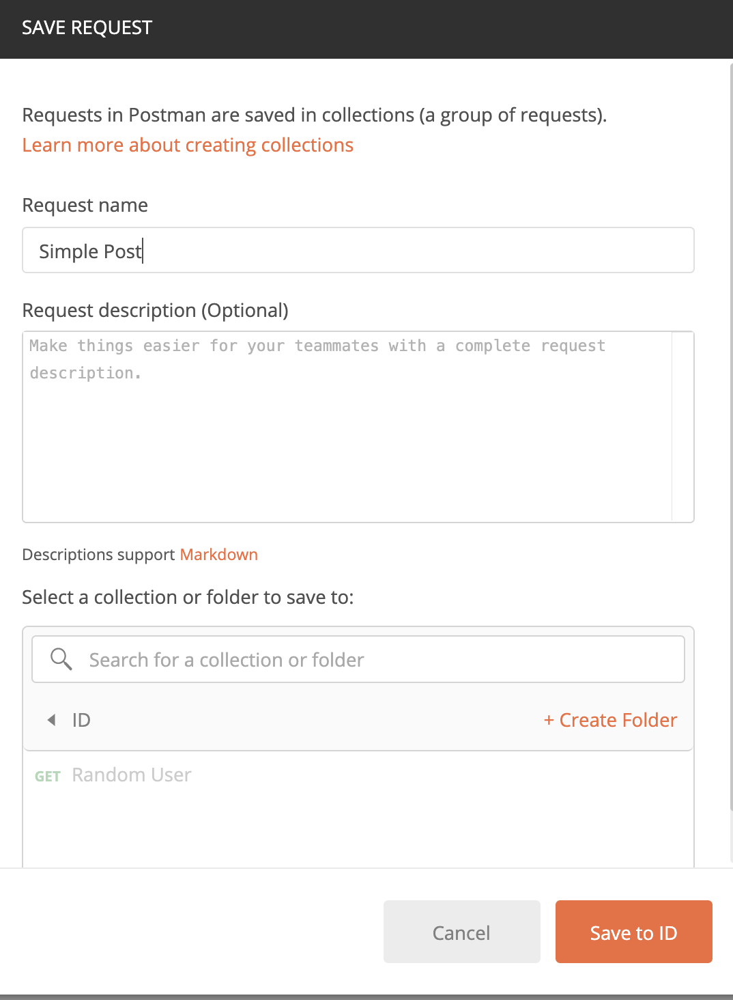 SAVE REQUEST
Requests in Postman are saved in collections (a group of requests).
Learn more about creating collections
Request name
Simple Post
Request description (Optional)
Make things easier for your teammates with a complete request
description.
Descriptions support Markdown
Select a collection or folder to save to:
Search for a collection or folder
ID + Create Folder
GET Random User
Cancel Save to ID